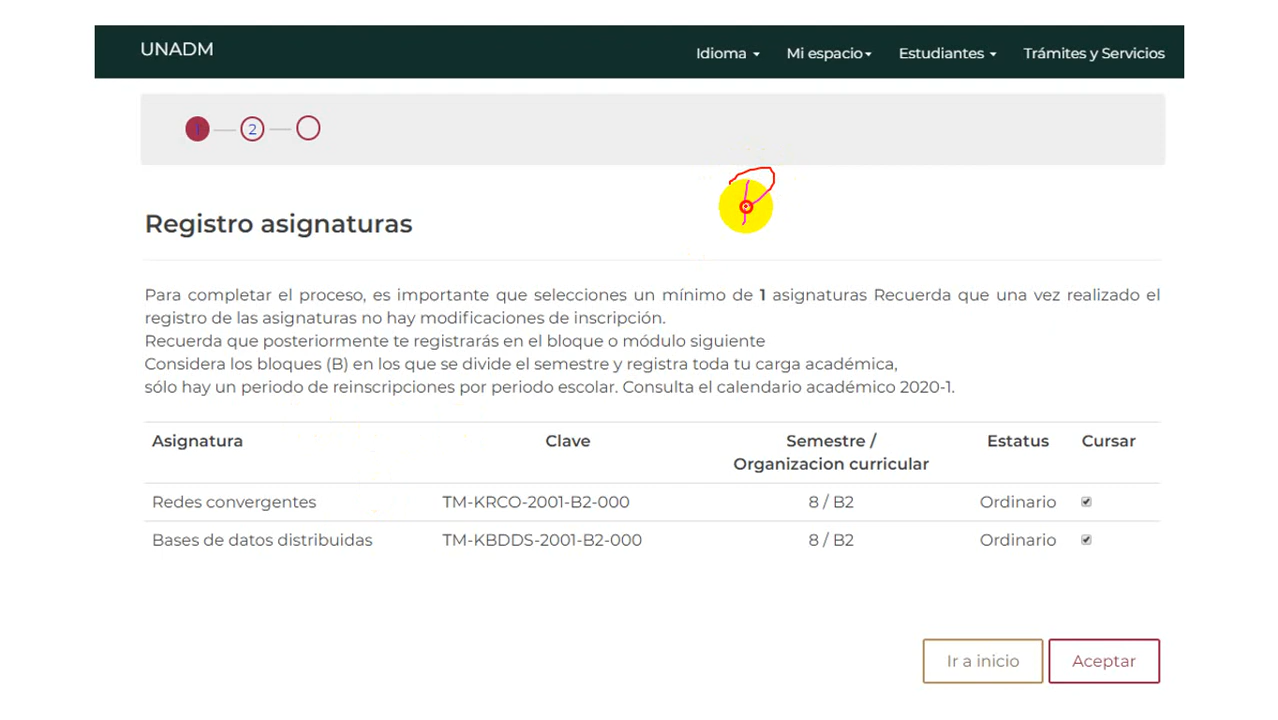 UNADM
Idioma Mi espacio Estudiantes Trámites y Servicios
1 2
Registro asignaturas
Para completar el proceso, es importante que selecciones un mínimo de 1 asignaturas Recuerda que una vez realizado el
registro de las asignaturas no hay modificaciones de inscripción.
Recuerda que posteriormente te registrarás en el bloque o módulo siguiente
Considera los bloques (B) en los que se divide el semestre y registra toda tu carga académica,
sólo hay un periodo de reinscripciones por periodo escolar. Consulta el calendario académico 2020-1.
Asignatura Clave Semestre / Estatus Cursar
Organizacion curricular
Redes convergentes TM-KRCO-2001-B2-000 8 / B2 Ordinario
Bases de datos distribuidas TM-KBDDS-2001-B2-000 8 / B2 Ordinario
Ir a inicio Aceptar